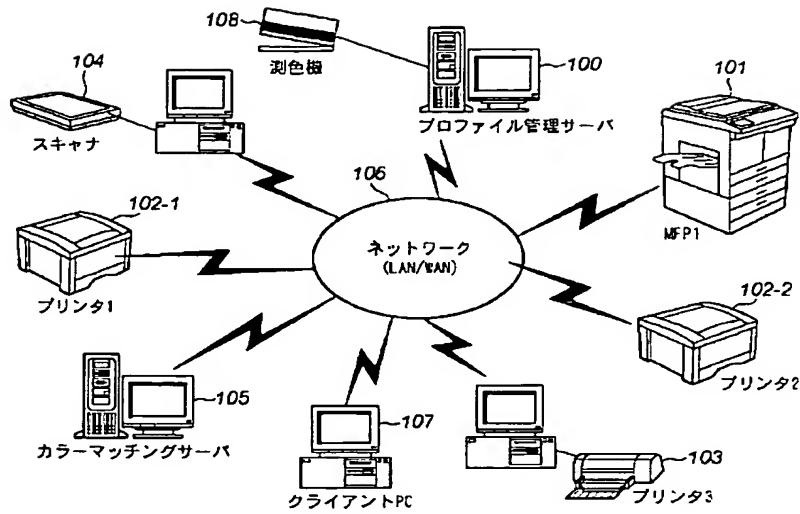 108
測色機
100
プロファイル管理サーバ
104
スキャナ
101
MFP1
106
ネットワーク
(LAN/WAN)
102-1
プリンタ1
102-2
プリンタ2
105
カラーマッチングサーバ
107
クライアントPC
103
プリンタ3